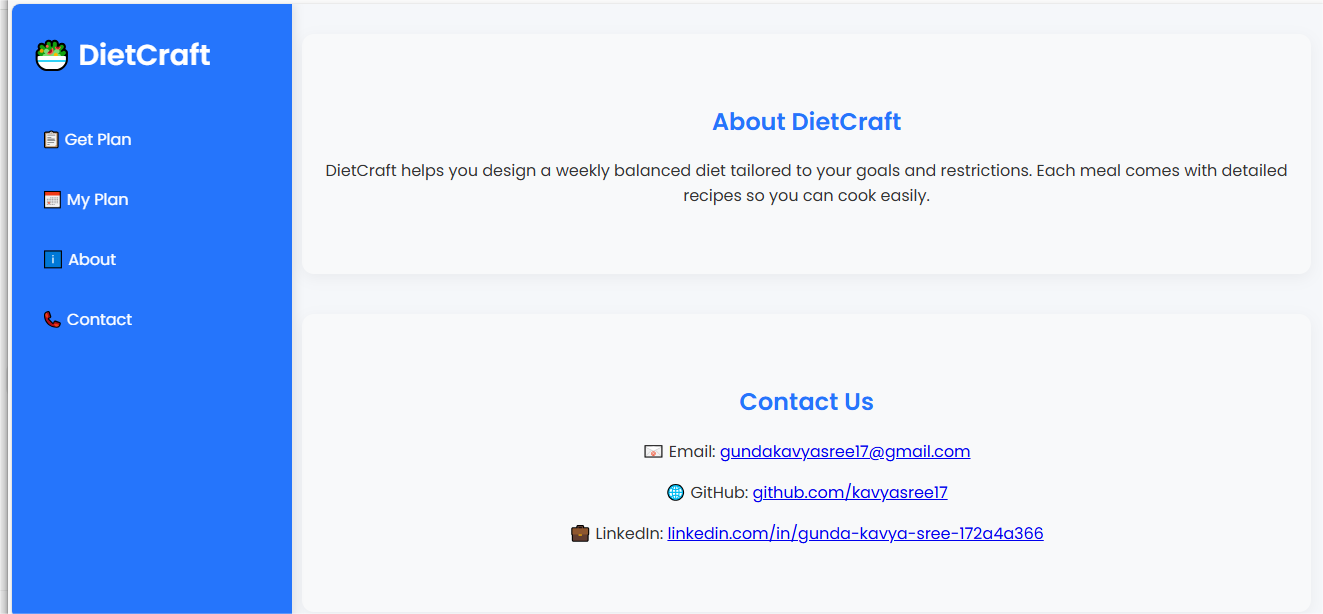 DietCraft
Get Plan
My Plan
About
Contact
About DietCraft
DietCraft helps you design a weekly balanced diet tailored to your goals and restrictions. Each meal comes with detailed
recipes so you can cook easily.
Contact Us
Email: gundakavyasree17@gmail.com
GitHub: github.com/kavyasree17
LinkedIn: linkedin.com/in/gunda-kavya-sree-172a4a366